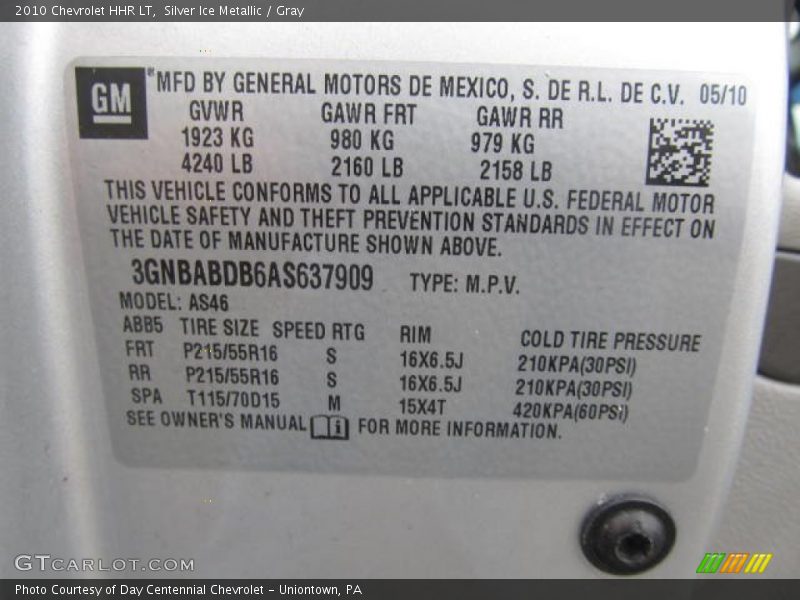 2010 Chevrolet HHR LT,  Silver Ice Metallic / Gray
GM
® MFD BY GENERAL MOTORS DE MEXICO, S. DE R.L. DE C.V. 05/10
GVWR GAWR FRT GAWR RR
1923 KG 980 KG 979 KG
4240 LB 2160 LB 2158 LB
THIS VEHICLE CONFORMS TO ALL APPLICABLE U.S. FEDERAL MOTOR
VEHICLE SAFETY AND THEFT PREVENTION STANDARDS IN EFFECT ON
THE DATE OF MANUFACTURE SHOWN ABOVE.
3GNBABDB6AS637909 TYPE: M.P.V.
MODEL: AS46
ABB5 TIRE SIZE SPEED RTG RIM COLD TIRE PRESSURE
FRT P215/55R16 S 16X6.5J 210KPA(30PSI)
RR P215/55R16 S 16X6.5J 210KPA(30PSI)
SPA T115/70D15 M 15X4T 420KPA(60PSI)
SEE OWNER'S MANUAL FOR MORE INFORMATION.
GTCARLOT.COM
Photo Courtesy of Day Centennial Chevrolet - Uniontown, PA